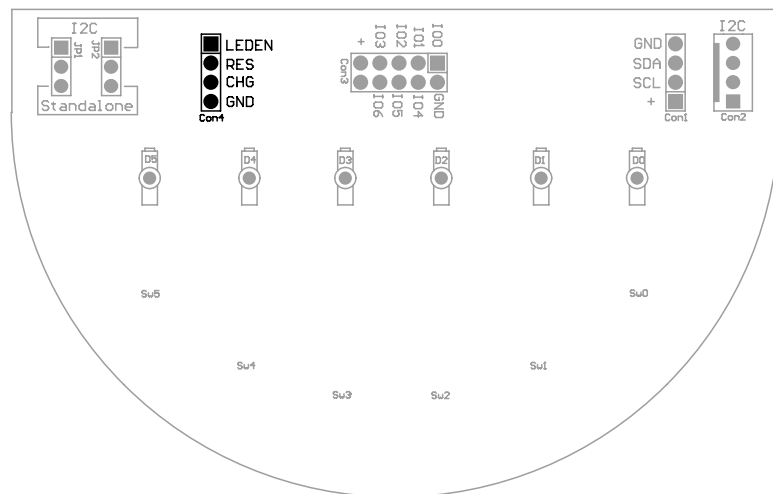 I2C
JP1
JP2
Standalone
LEDEN
RES
CHG
GND
Con4
+ IO3 IO2 IO1 IO0
Con3
IO6 IO5 IO4 GND
GND
SDA
SCL
+
Con1
I2C
Con2
D5 D4 D3 D2 D1 D0
Sw5 Sw0
Sw4 Sw1
Sw3 Sw2